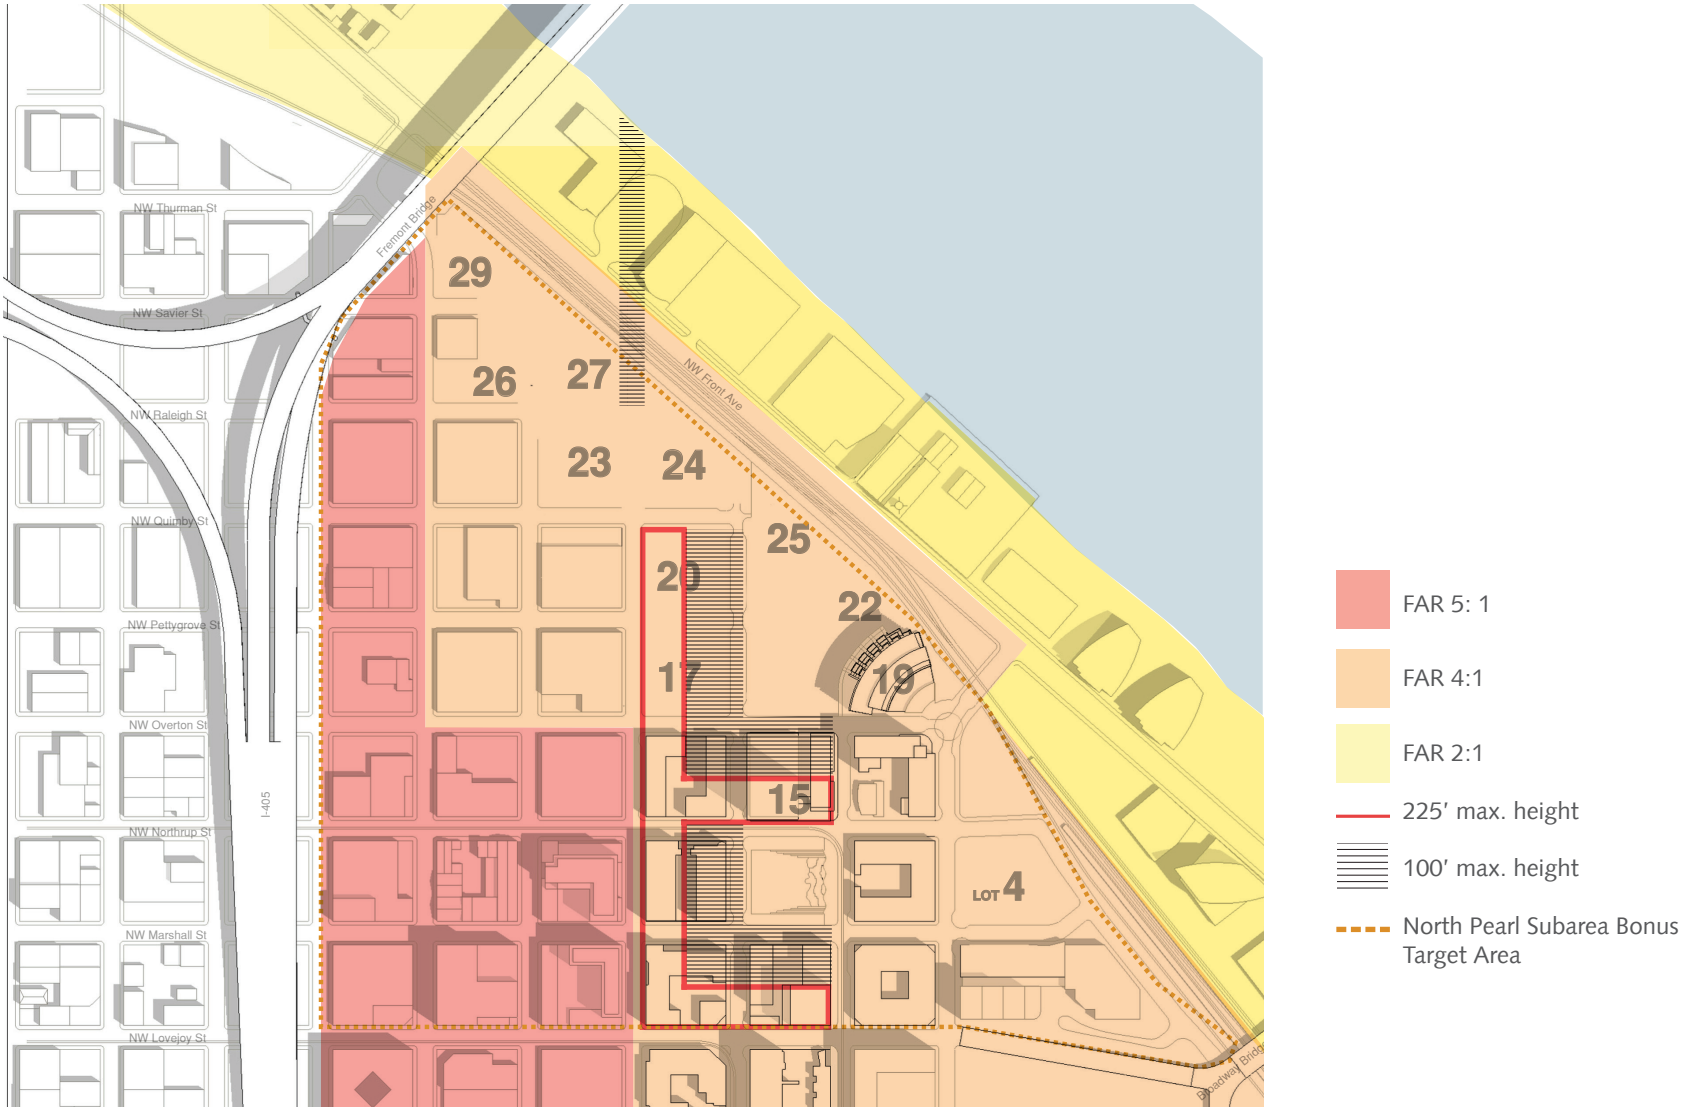 NW Thurman St
Fremont Bridge
29
NW Savier St
26
27
NW Front Ave
NW Raleigh St
23
24
NW Quimby St
25
20
22
NW Pettygrove St
17
19
NW Overton St
I-405
15
NW Northrup St
LOT 4
NW Marshall St
NW Lovejoy St
Broadway Bridge
FAR 5: 1
FAR 4:1
FAR 2:1
225' max. height
100' max. height
North Pearl Subarea Bonus
Target Area